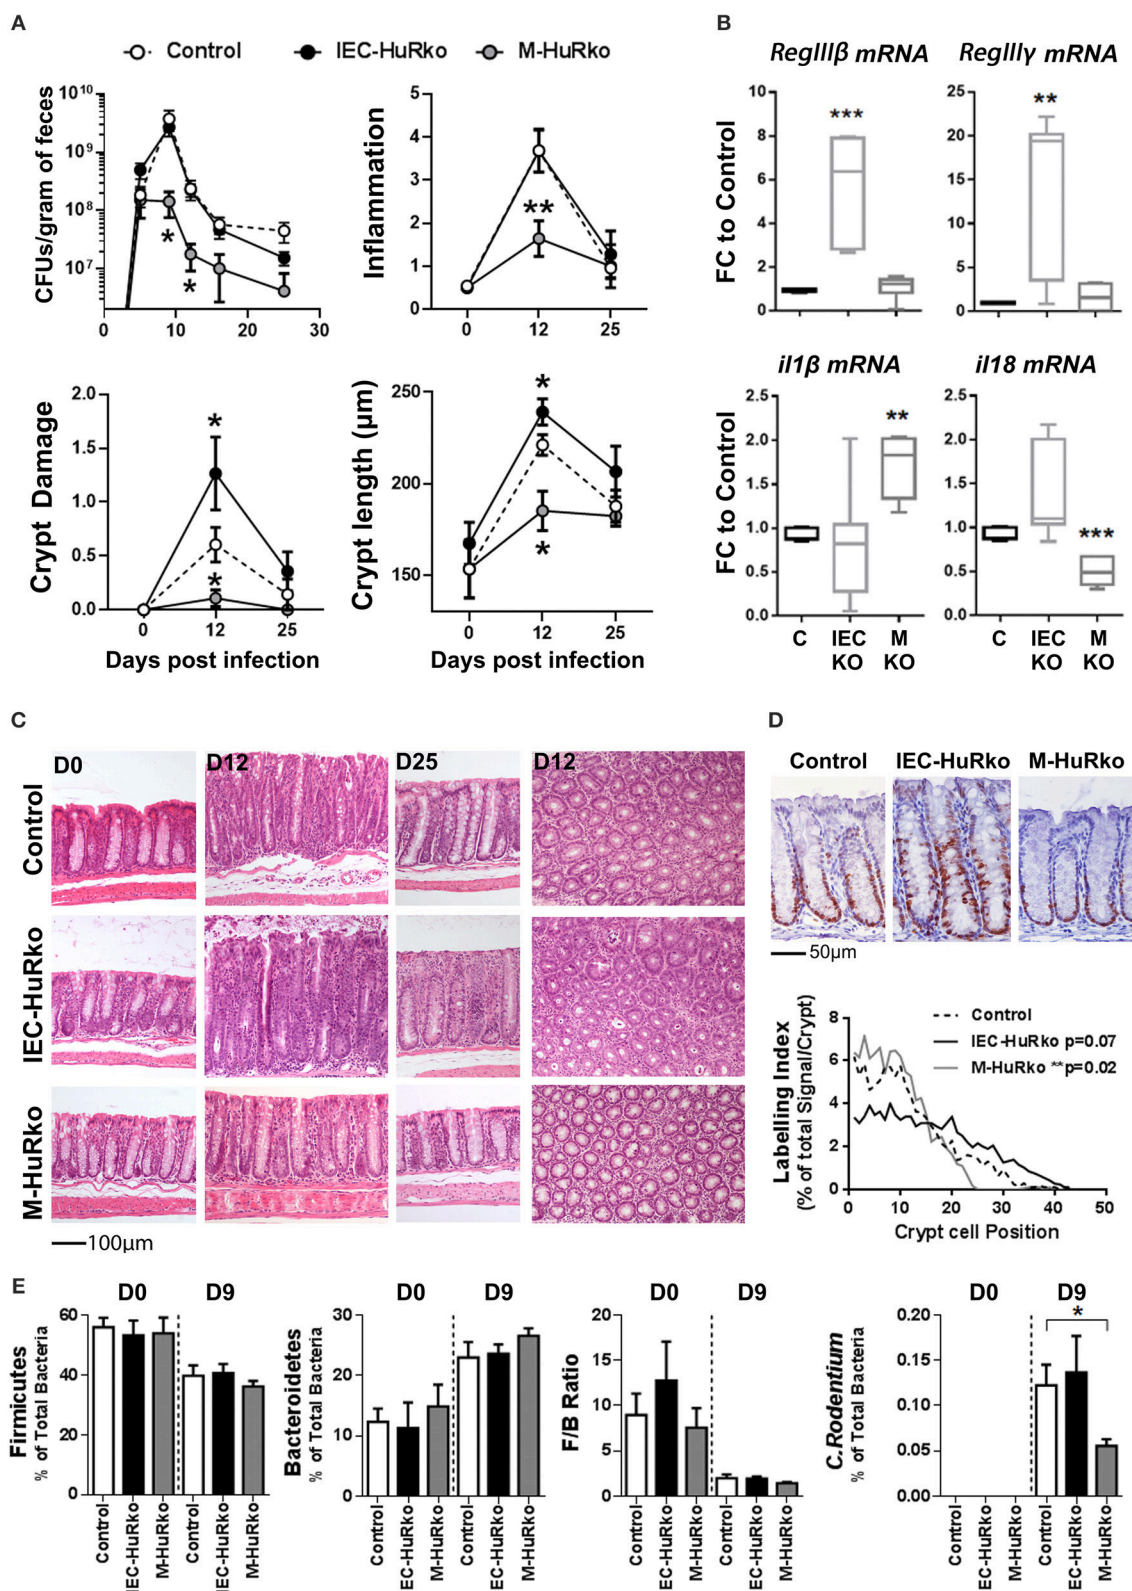 A
Control
IEC-HuRko
M-HuRko
CFUs/gram of feces
10^10
10^9
10^8
10^7
0
10
20
30
*
*
Inflammation
5
4
3
2
1
0
0
12
25
**
Crypt Damage
2.0
1.5
1.0
0.5
0.0
0
12
25
*
*
Days post infection
Crypt length (µm)
250
200
150
0
12
25
*
*
Days post infection
B
RegIIIβ mRNA
RegIIIγ mRNA
FC to Control
10
8
6
4
2
0
***
25
20
15
10
5
0
**
il1β mRNA
il18 mRNA
FC to Control
2.5
2.0
1.5
1.0
0.5
0.0
**
2.5
2.0
1.5
1.0
0.5
0.0
***
C IEC M
KO KO
C IEC M
KO KO
C
D0
D12
D25
D12
Control
IEC-HuRko
M-HuRko
100µm
D
Control
IEC-HuRko
M-HuRko
50µm
Labelling Index
(% of total Signal/Crypt)
8
6
4
2
0
Control
IEC-HuRko p=0.07
M-HuRko **p=0.02
0
10
20
30
40
50
Crypt cell Position
E
D0
D9
Firmicutes
% of Total Bacteria
60
40
20
0
Control
IEC-HuRko
M-HuRko
Control
IEC-HuRko
M-HuRko
D0
D9
Bacteroidetes
% of Total Bacteria
30
20
10
0
Control
EC-HuRko
M-HuRko
Control
EC-HuRko
M-HuRko
D0
D9
F/B Ratio
20
15
10
5
0
Control
EC-HuRko
M-HuRko
Control
EC-HuRko
M-HuRko
D0
D9
C.Rodentium
% of Total Bacteria
0.20
0.15
0.10
0.05
0.00
*
Control
EC-HuRko
M-HuRko
Control
EC-HuRko
M-HuRko